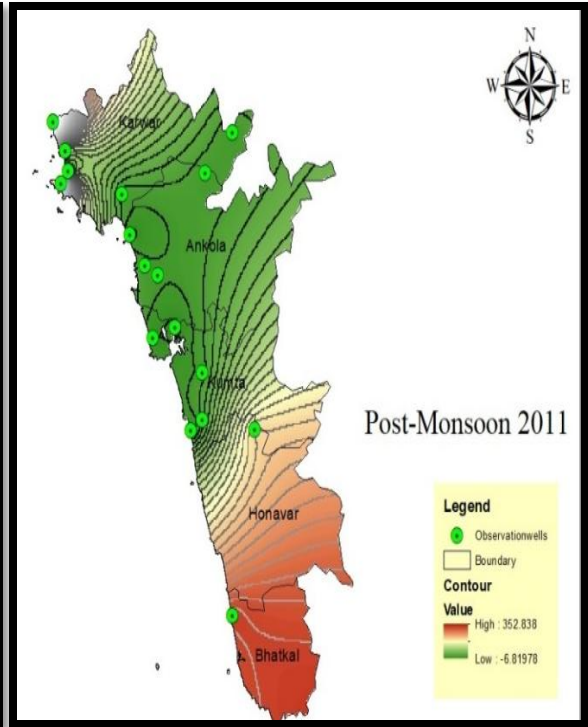 N
W E
S
Karwar
Ankola
Kumta
Post-Monsoon 2011
Honavar
Bhatkal
Legend
Observationwells
Boundary
Contour
Value
High : 352.838
Low : -6.81978